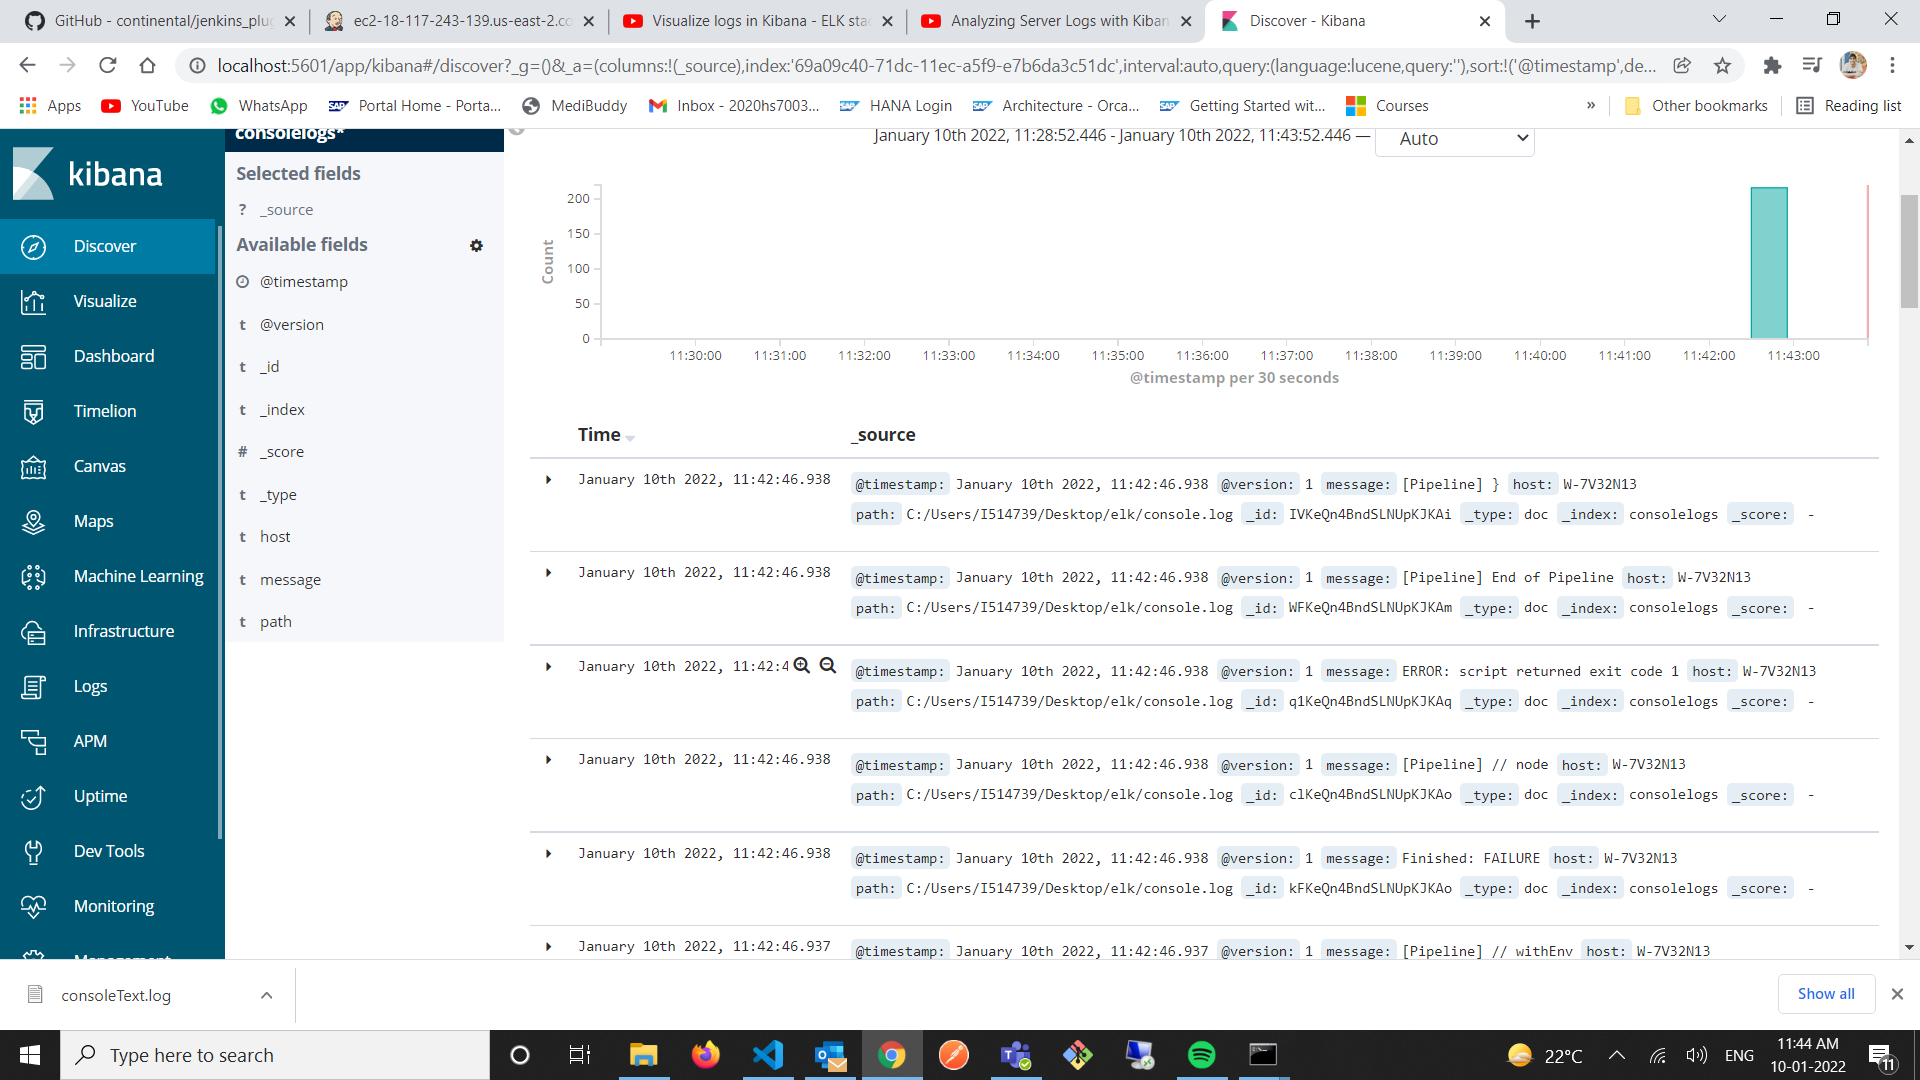 GitHub - continental/jenkins_plug
ec2-18-117-243-139.us-east-2.co
Visualize logs in Kibana - ELK stac
Analyzing Server Logs with Kiban
Discover - Kibana
localhost:5601/app/kibana#/discover?_g=()&_a=(columns:!(_source),index:'69a09c40-71dc-11ec-a5f9-e7b6da3c51dc',interval:auto,query:(language:lucene,query:''),sort:!('@timestamp',de...
Apps
YouTube
WhatsApp
Portal Home - Porta...
MediBuddy
Inbox - 2020hs7003...
HANA Login
Architecture - Orca...
Getting Started wit...
Courses
»
Other bookmarks
Reading list
kibana
Discover
Visualize
Dashboard
Timelion
Canvas
Maps
Machine Learning
Infrastructure
Logs
APM
Uptime
Dev Tools
Monitoring
Management
consolelogs*
Selected fields
? _source
Available fields
@timestamp
t @version
t _id
t _index
# _score
t _type
t host
t message
t path
January 10th 2022, 11:28:52.446 - January 10th 2022, 11:43:52.446 —
Auto
Count
200
150
100
50
0
11:30:00 11:31:00 11:32:00 11:33:00 11:34:00 11:35:00 11:36:00 11:37:00 11:38:00 11:39:00 11:40:00 11:41:00 11:42:00 11:43:00
@timestamp per 30 seconds
Time _source
January 10th 2022, 11:42:46.938 @timestamp: January 10th 2022, 11:42:46.938 @version: 1 message: [Pipeline] } host: W-7V32N13
path: C:/Users/I514739/Desktop/elk/console.log _id: IVKeQn4BndSLNUpKJKAi _type: doc _index: consolelogs _score: -
January 10th 2022, 11:42:46.938 @timestamp: January 10th 2022, 11:42:46.938 @version: 1 message: [Pipeline] End of Pipeline host: W-7V32N13
path: C:/Users/I514739/Desktop/elk/console.log _id: WFKeQn4BndSLNUpKJKAm _type: doc _index: consolelogs _score: -
January 10th 2022, 11:42:4 @timestamp: January 10th 2022, 11:42:46.938 @version: 1 message: ERROR: script returned exit code 1 host: W-7V32N13
path: C:/Users/I514739/Desktop/elk/console.log _id: q1KeQn4BndSLNUpKJKAq _type: doc _index: consolelogs _score: -
January 10th 2022, 11:42:46.938 @timestamp: January 10th 2022, 11:42:46.938 @version: 1 message: [Pipeline] // node host: W-7V32N13
path: C:/Users/I514739/Desktop/elk/console.log _id: clKeQn4BndSLNUpKJKAo _type: doc _index: consolelogs _score: -
January 10th 2022, 11:42:46.938 @timestamp: January 10th 2022, 11:42:46.938 @version: 1 message: Finished: FAILURE host: W-7V32N13
path: C:/Users/I514739/Desktop/elk/console.log _id: kFKeQn4BndSLNUpKJKAo _type: doc _index: consolelogs _score: -
January 10th 2022, 11:42:46.937 @timestamp: January 10th 2022, 11:42:46.937 @version: 1 message: [Pipeline] // withEnv host: W-7V32N13
consoleText.log
Show all
Type here to search
22°C
ENG
11:44 AM
10-01-2022
11